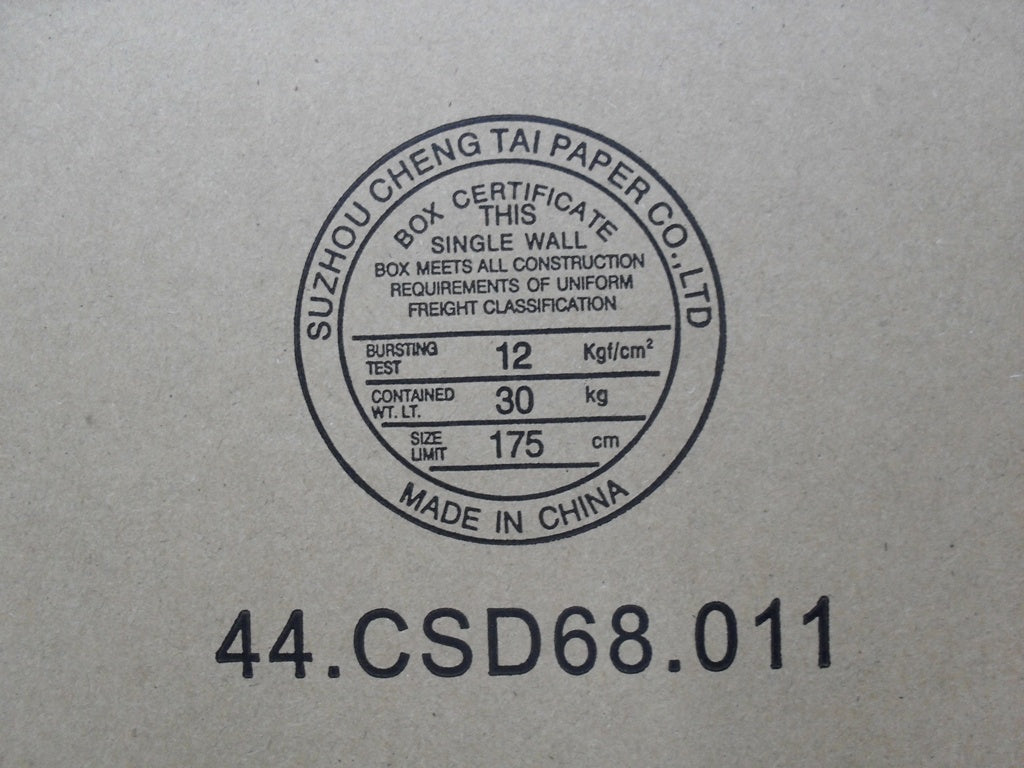 SUZHOU CHENG TAI PAPER CO.,LTD
BOX CERTIFICATE
THIS
SINGLE WALL
BOX MEETS ALL CONSTRUCTION
REQUIREMENTS OF UNIFORM
FREIGHT CLASSIFICATION
BURSTING TEST 12 Kgf/cm²
CONTAINED WT. LT. 30 kg
SIZE LIMIT 175 cm
MADE IN CHINA
44.CSD68.011